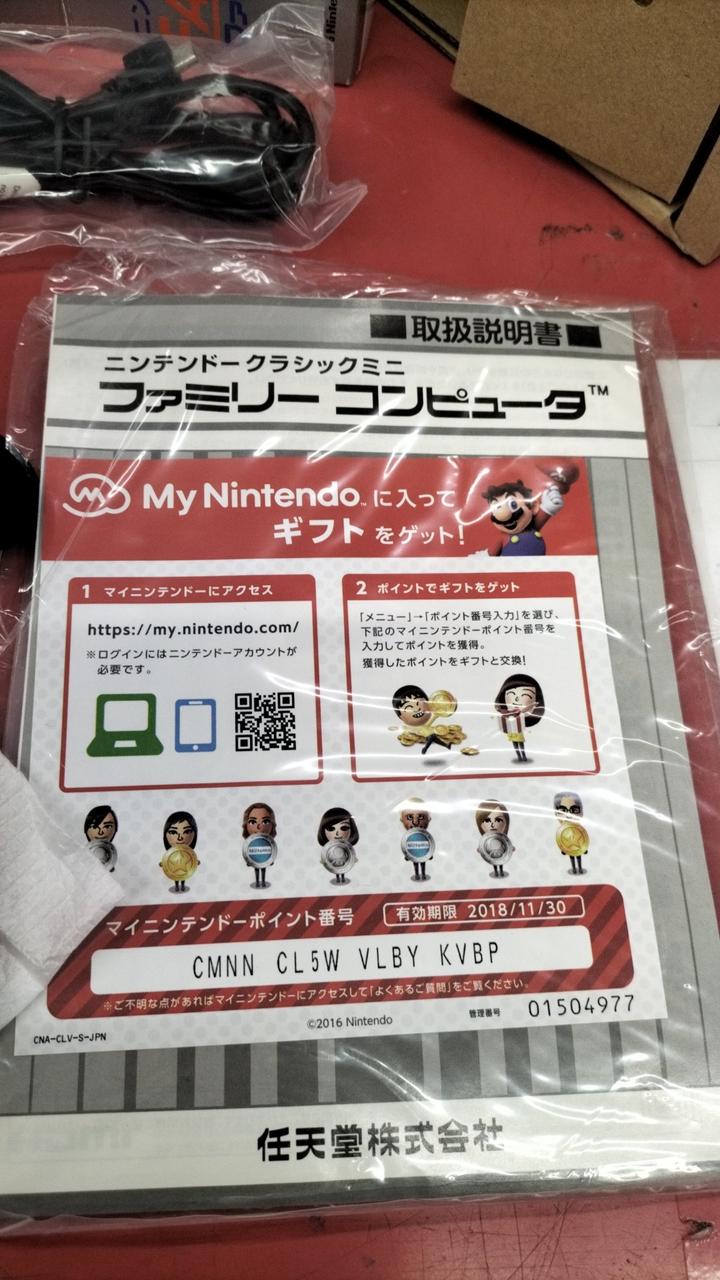 取扱説明書
ニンテンドークラシックミニ
ファミリー コンピュータ™
My Nintendo™ に入って
ギフト をゲット!
1 マイニンテンドーにアクセス
https://my.nintendo.com/
※ログインにはニンテンドーアカウントが
必要です。
2 ポイントでギフトをゲット
「メニュー」→「ポイント番号入力」を選び、
下記のマイニンテンドーポイント番号を
入力してポイントを獲得。
獲得したポイントをギフトと交換!
マイニンテンドーポイント番号
有効期限 2018/11/30
CMNN CL5W VLBY KVBP
※ご不明な点があればマイニンテンドーにアクセスして「よくあるご質問」をご覧ください。
©2016 Nintendo
管理番号 01504977
CNA-CLV-S-JPN
任天堂株式会社